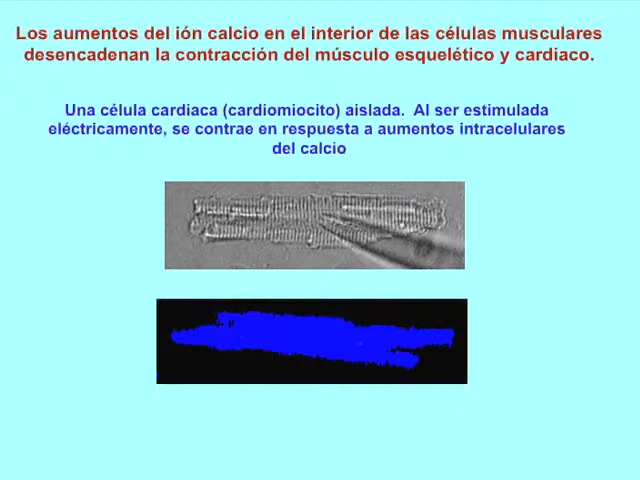 Los aumentos del ión calcio en el interior de las células musculares
desencadenan la contracción del músculo esquelético y cardiaco.
Una célula cardiaca (cardiomiocito) aislada. Al ser estimulada
eléctricamente, se contrae en respuesta a aumentos intracelulares
del calcio